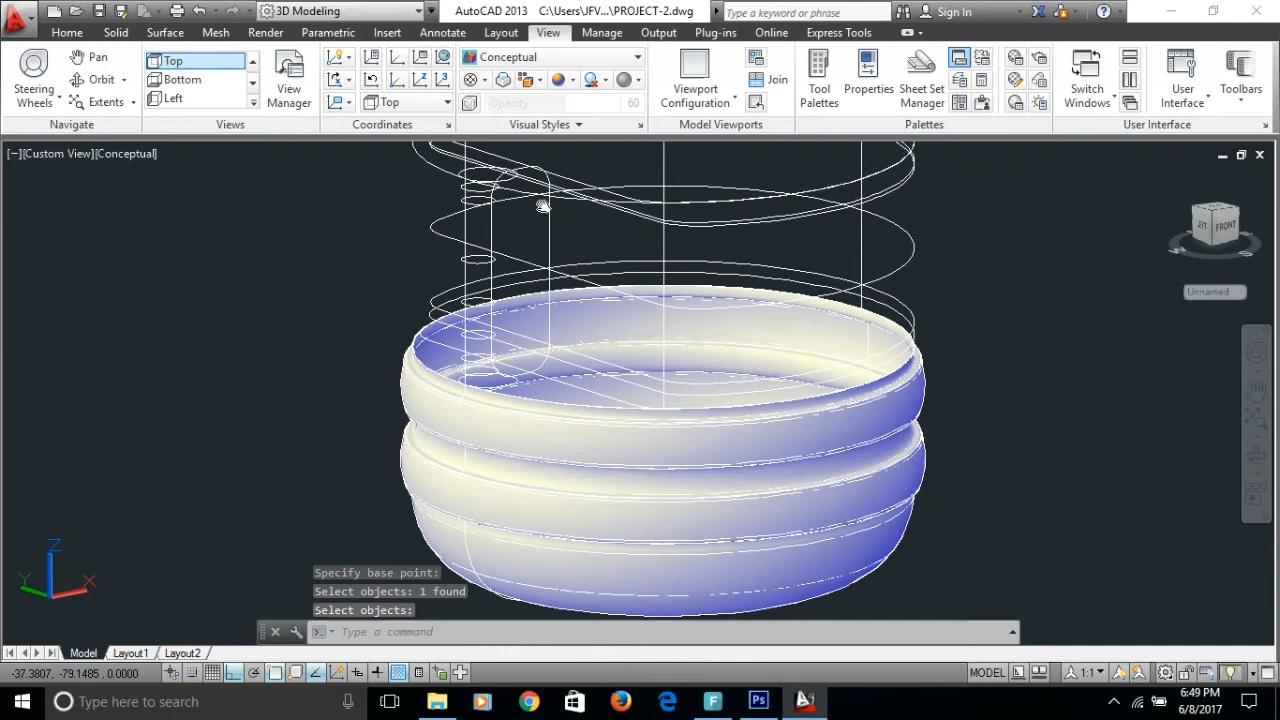 3D Modeling
AutoCAD 2013 C:\Users\JFV...\PROJECT-2.dwg
Type a keyword or phrase
Sign In
Home Solid Surface Mesh Render Parametric Insert Annotate Layout View Manage Output Plug-ins Online Express Tools
Steering
Wheels
Pan
Orbit
Extents
Navigate
Top
Bottom
Left
View
Manager
Views
Top
Coordinates
Conceptual
Opacity 60
Visual Styles
Viewport
Configuration
Join
Model Viewports
Tool
Palettes
Properties
Sheet Set
Manager
Palettes
Switch
Windows
User
Interface
Toolbars
User Interface
[−][Custom View][Conceptual]
FRONT
W
S
Unnamed
Z
Y
X
Specify base point:
Select objects: 1 found
Select objects:
Type a command
Model Layout1 Layout2
-37.3807, -79.1485, 0.0000
MODEL
1:1
Type here to search
F
Ps
6:49 PM
6/8/2017